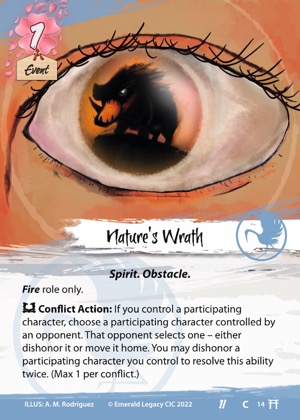 1
Event
Nature's Wrath
Spirit. Obstacle.
Fire role only.
Conflict Action: If you control a participating
character, choose a participating character controlled by
an opponent. That opponent selects one – either
dishonor it or move it home. You may dishonor a
participating character you control to resolve this ability
twice. (Max 1 per conflict.)
ILLUS: A. M. Rodriguez © Emerald Legacy CIC 2022 C 14